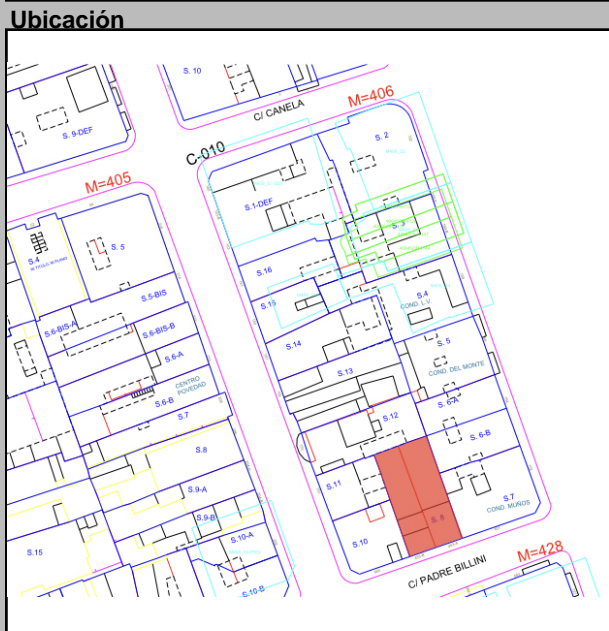 Ubicación
S. 10
C/ CANELA
M=406
S. 9-DEF
C-010
S. 2
M=405
S.1-DEF
S. 3
S.4
S. 5
S.16
S.4
S.5-BIS
S.15
COND. L.V.
S.6-BIS-A
S.6-BIS-B
S.14
S. 5
S.6-A
COND. DEL MONTE
S.13
CENTRO
POVEDAD
S.6-B
S. 6-A
S.7
S.12
S. 6-B
S.8
S.11
S.7
S.9-A
COND. MUÑOS
S.9-B
S. 8
S.10-A
S.10
S.15
M=428
C/ PADRE BILLINI
S.10-B